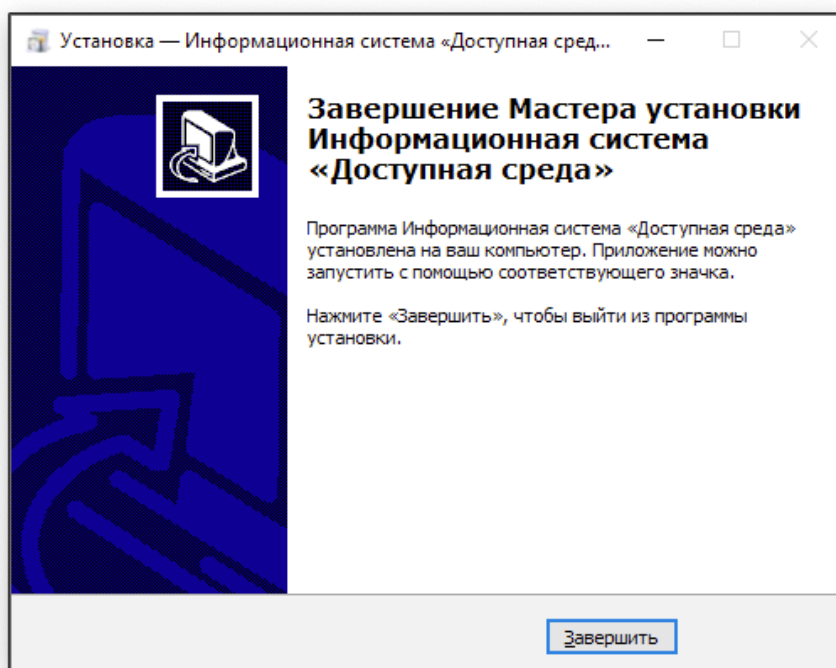 Установка — Информационная система «Доступная сред...
Завершение Мастера установки
Информационная система
«Доступная среда»
Программа Информационная система «Доступная среда»
установлена на ваш компьютер. Приложение можно
запустить с помощью соответствующего значка.
Нажмите «Завершить», чтобы выйти из программы
установки.
Завершить